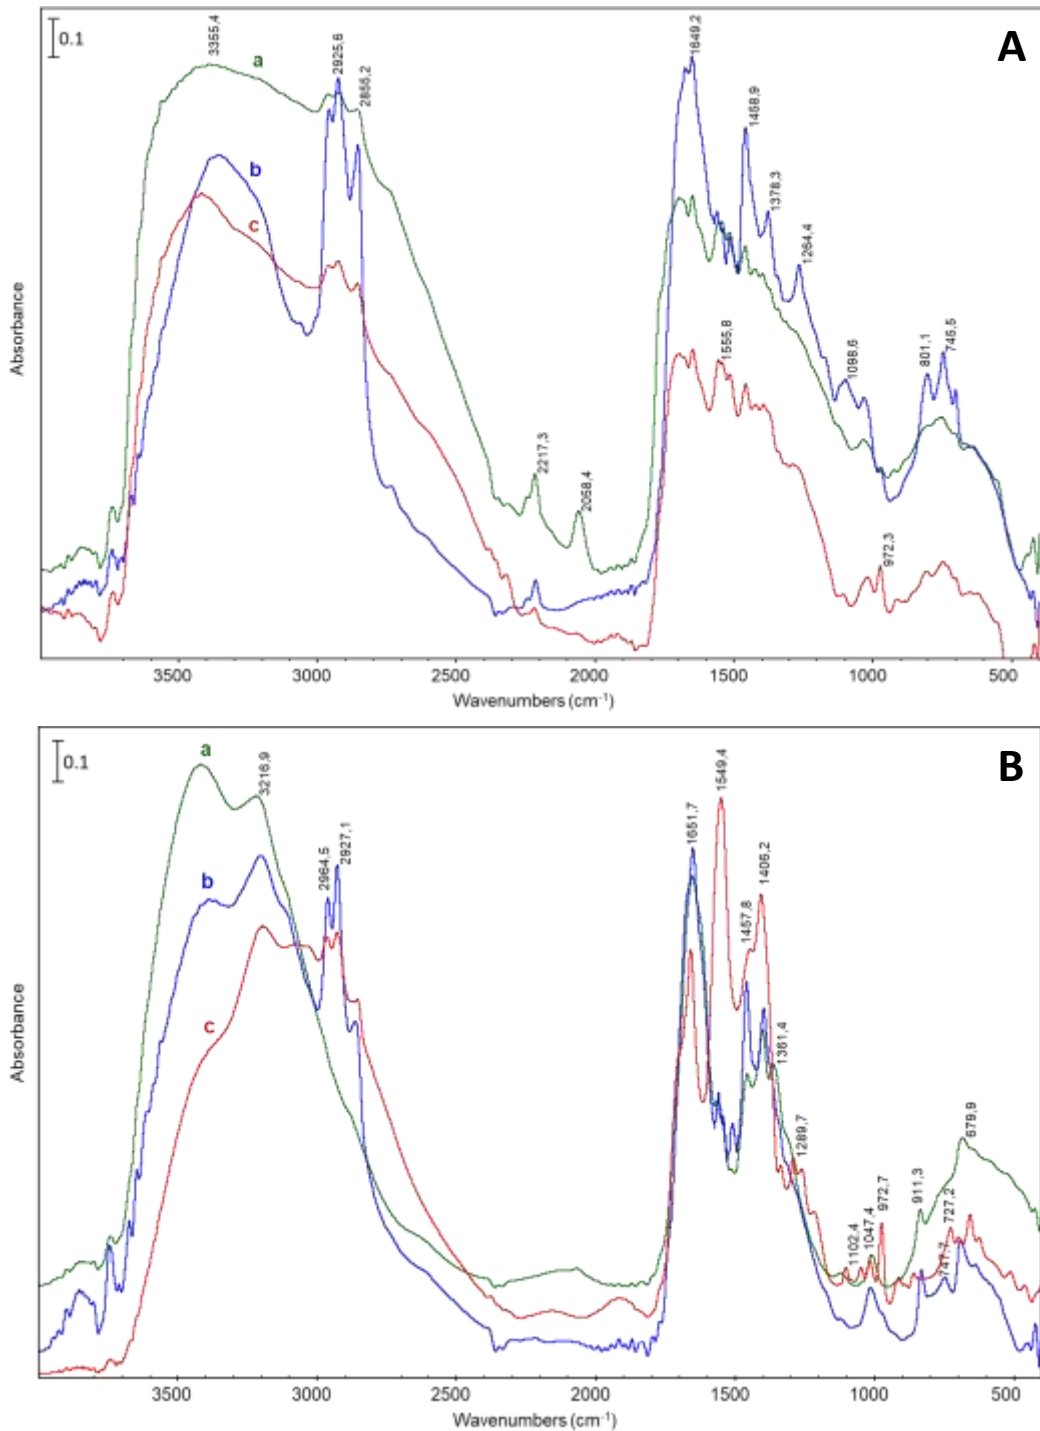 0.1
A
3355,4
a
2925,6
2855,2
1649,2
1458,9
1378,3
1264,4
b
c
1098,6
801,1
745,5
1555,8
2217,3
2058,4
972,3
Absorbance
3500 3000 2500 2000 1500 1000 500
Wavenumbers (cm-1)
0.1
B
a
3216,9
b
c
2964,5
2927,1
1651,7
1549,4
1457,8
1406,2
1361,4
1289,7
1102,4
1047,4
972,7
911,3
747,7
727,2
679,9
Absorbance
3500 3000 2500 2000 1500 1000 500
Wavenumbers (cm-1)